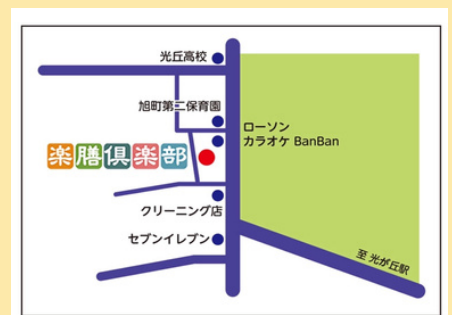 光丘高校
旭町第二保育園
ローソン
カラオケ BanBan
楽膳倶楽部
クリーニング店
セブンイレブン
至 光が丘駅